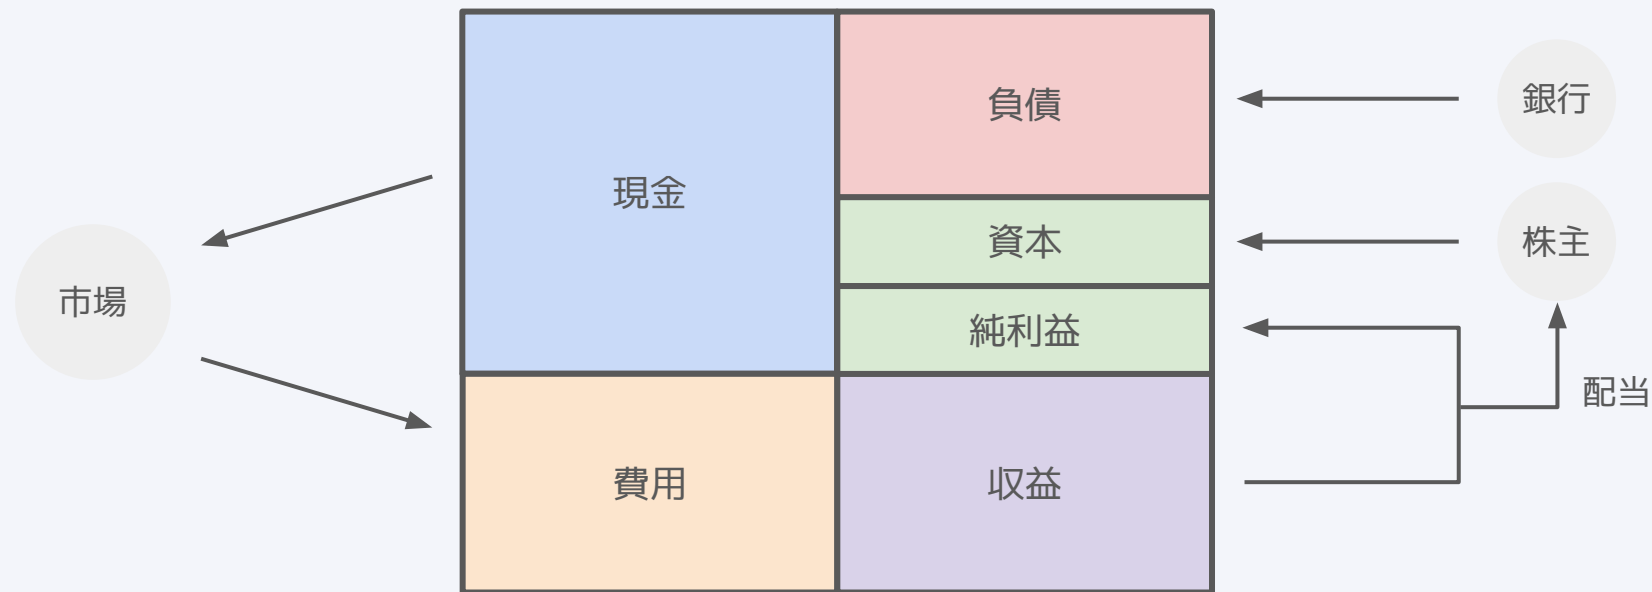 市場
現金
費用
負債
資本
純利益
収益
銀行
株主
配当